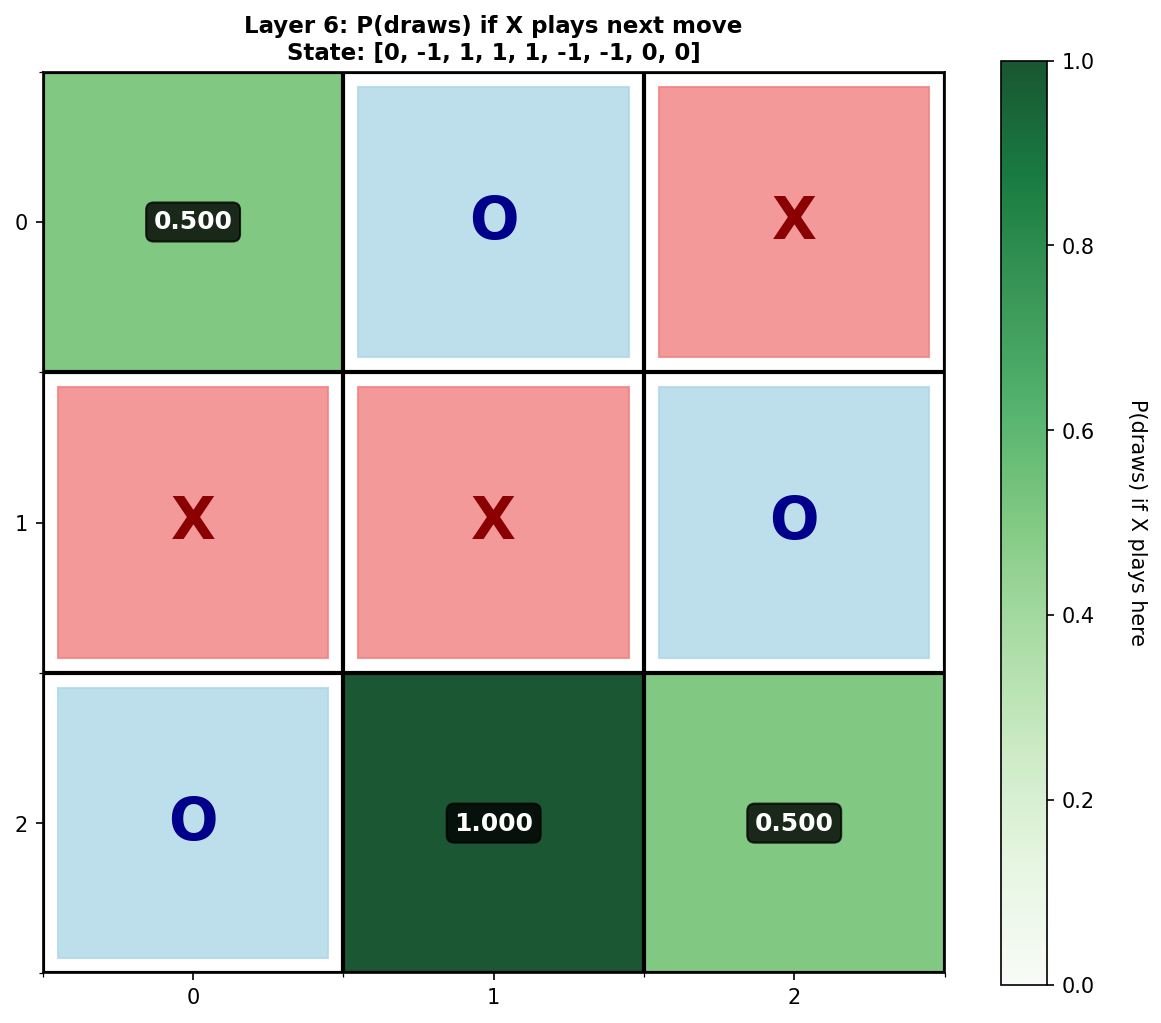 Layer 6: P(draws) if X plays next move
State: [0, -1, 1, 1, 1, -1, -1, 0, 0]
0.500
O
X
X
X
O
O
1.000
0.500
0
1
2
0
1
2
1.0
0.8
0.6
0.4
0.2
0.0
P(draws) if X plays here